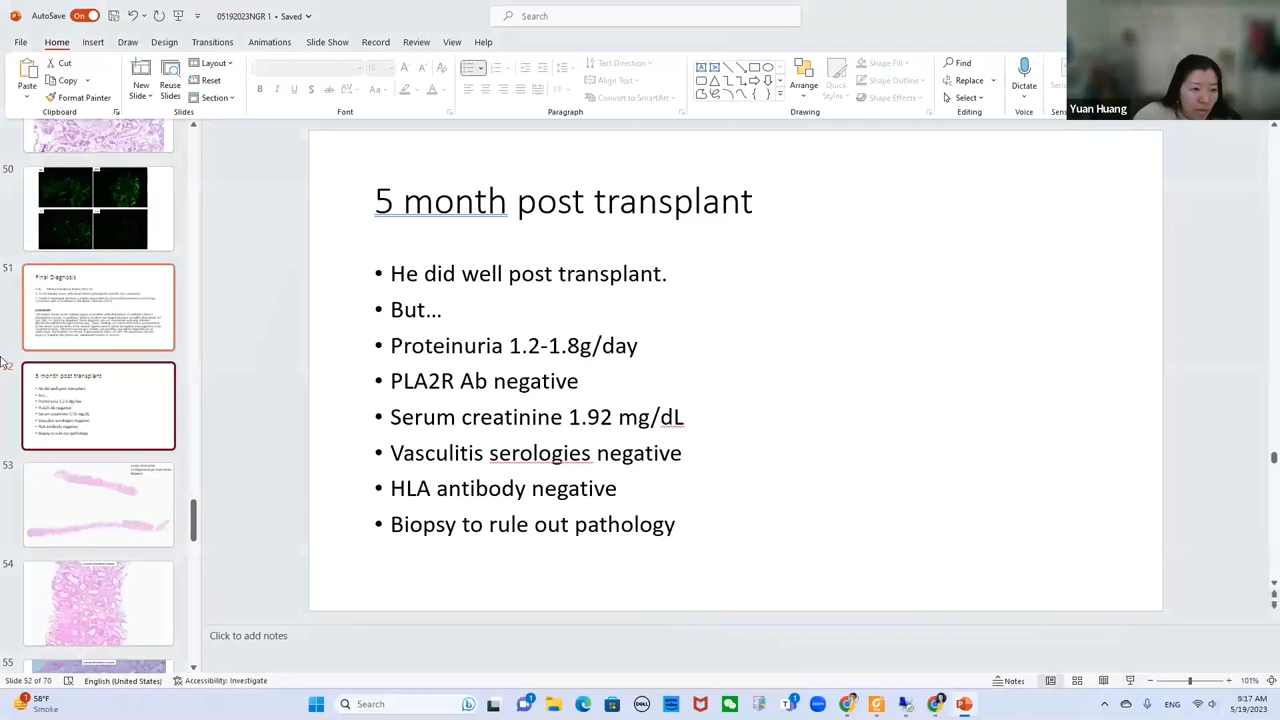 AutoSave On 05192023NGR 1 • Saved Search
File Home Insert Draw Design Transitions Animations Slide Show Record Review View Help
Paste Cut Copy Format Painter Clipboard
New Slide Reuse Slides Layout Reset Section Slides
Font
Text Direction Align Text Convert to SmartArt Paragraph
Arrange Quick Styles Shape Fill Shape Outline Shape Effects Drawing
Find Replace Select Editing
Dictate Voice
Yuan Huang
50
51
Final Diagnosis
5 month post transplant
53
54
55
5 month post transplant
• He did well post transplant.
• But…
• Proteinuria 1.2-1.8g/day
• PLA2R Ab negative
• Serum creatinine 1.92 mg/dL
• Vasculitis serologies negative
• HLA antibody negative
• Biopsy to rule out pathology
Click to add notes
Slide 52 of 70 English (United States) Accessibility: Investigate Notes 101%
58°F
Smoke
Search
ENG
9:17 AM
5/19/2023